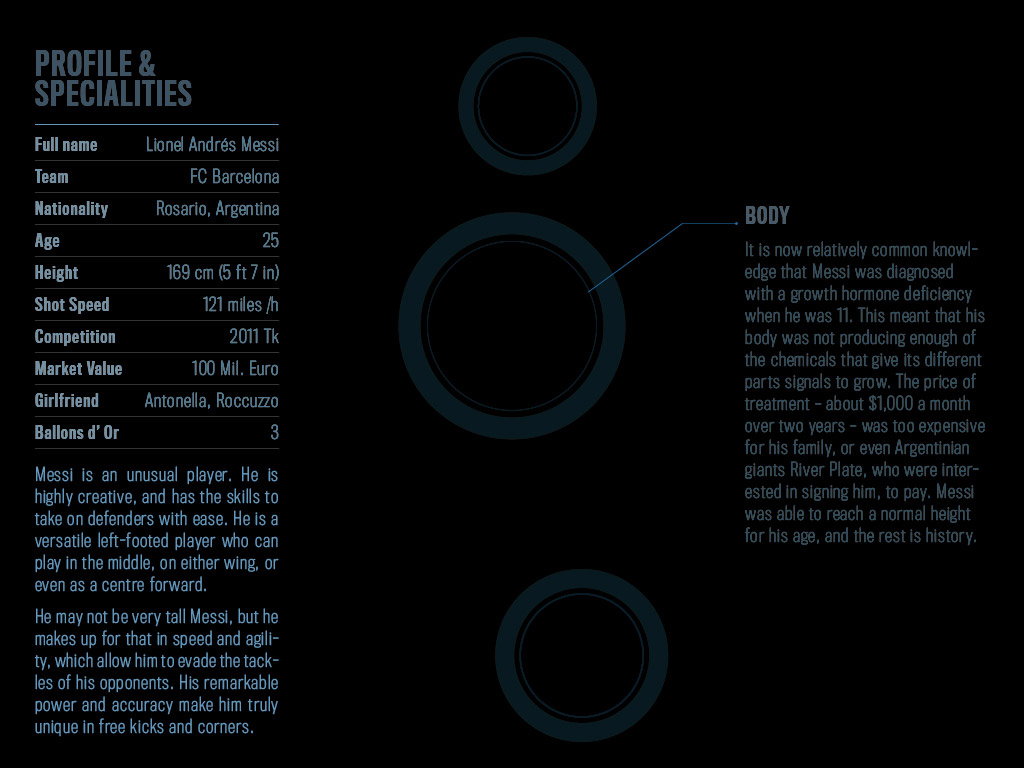 PROFILE &
SPECIALITIES
Full name Lionel Andrés Messi
Team FC Barcelona
Nationality Rosario, Argentina
Age 25
Height 169 cm (5 ft 7 in)
Shot Speed 121 miles /h
Competition 2011 Tk
Market Value 100 Mil. Euro
Girlfriend Antonella, Roccuzzo
Ballons d' Or 3
Messi is an unusual player. He is
highly creative, and has the skills to
take on defenders with ease. He is a
versatile left-footed player who can
play in the middle, on either wing, or
even as a centre forward.
He may not be very tall Messi, but he
makes up for that in speed and agili-
ty, which allow him to evade the tack-
les of his opponents. His remarkable
power and accuracy make him truly
unique in free kicks and corners.
BODY
It is now relatively common knowl-
edge that Messi was diagnosed
with a growth hormone deficiency
when he was 11. This meant that his
body was not producing enough of
the chemicals that give its different
parts signals to grow. The price of
treatment - about $1,000 a month
over two years - was too expensive
for his family, or even Argentinian
giants River Plate, who were inter-
ested in signing him, to pay. Messi
was able to reach a normal height
for his age, and the rest is history.